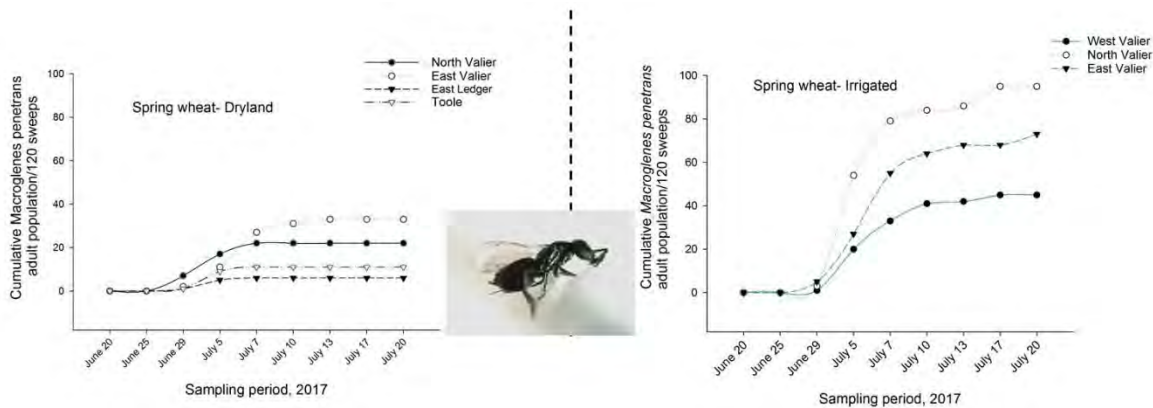 North Valier
East Valier
East Ledger
Toole
Spring wheat- Dryland
Cumulative Macroglenes penetrans
adult population/120 sweeps
100
80
60
40
20
0
June 20
June 25
June 29
July 5
July 7
July 10
July 13
July 17
July 20
Sampling period, 2017
West Valier
North Valier
East Valier
Spring wheat- Irrigated
Cumulative Macroglenes penetrans
adult population/120 sweeps
100
80
60
40
20
0
June 20
June 25
June 29
July 5
July 7
July 10
July 13
July 17
July 20
Sampling period, 2017